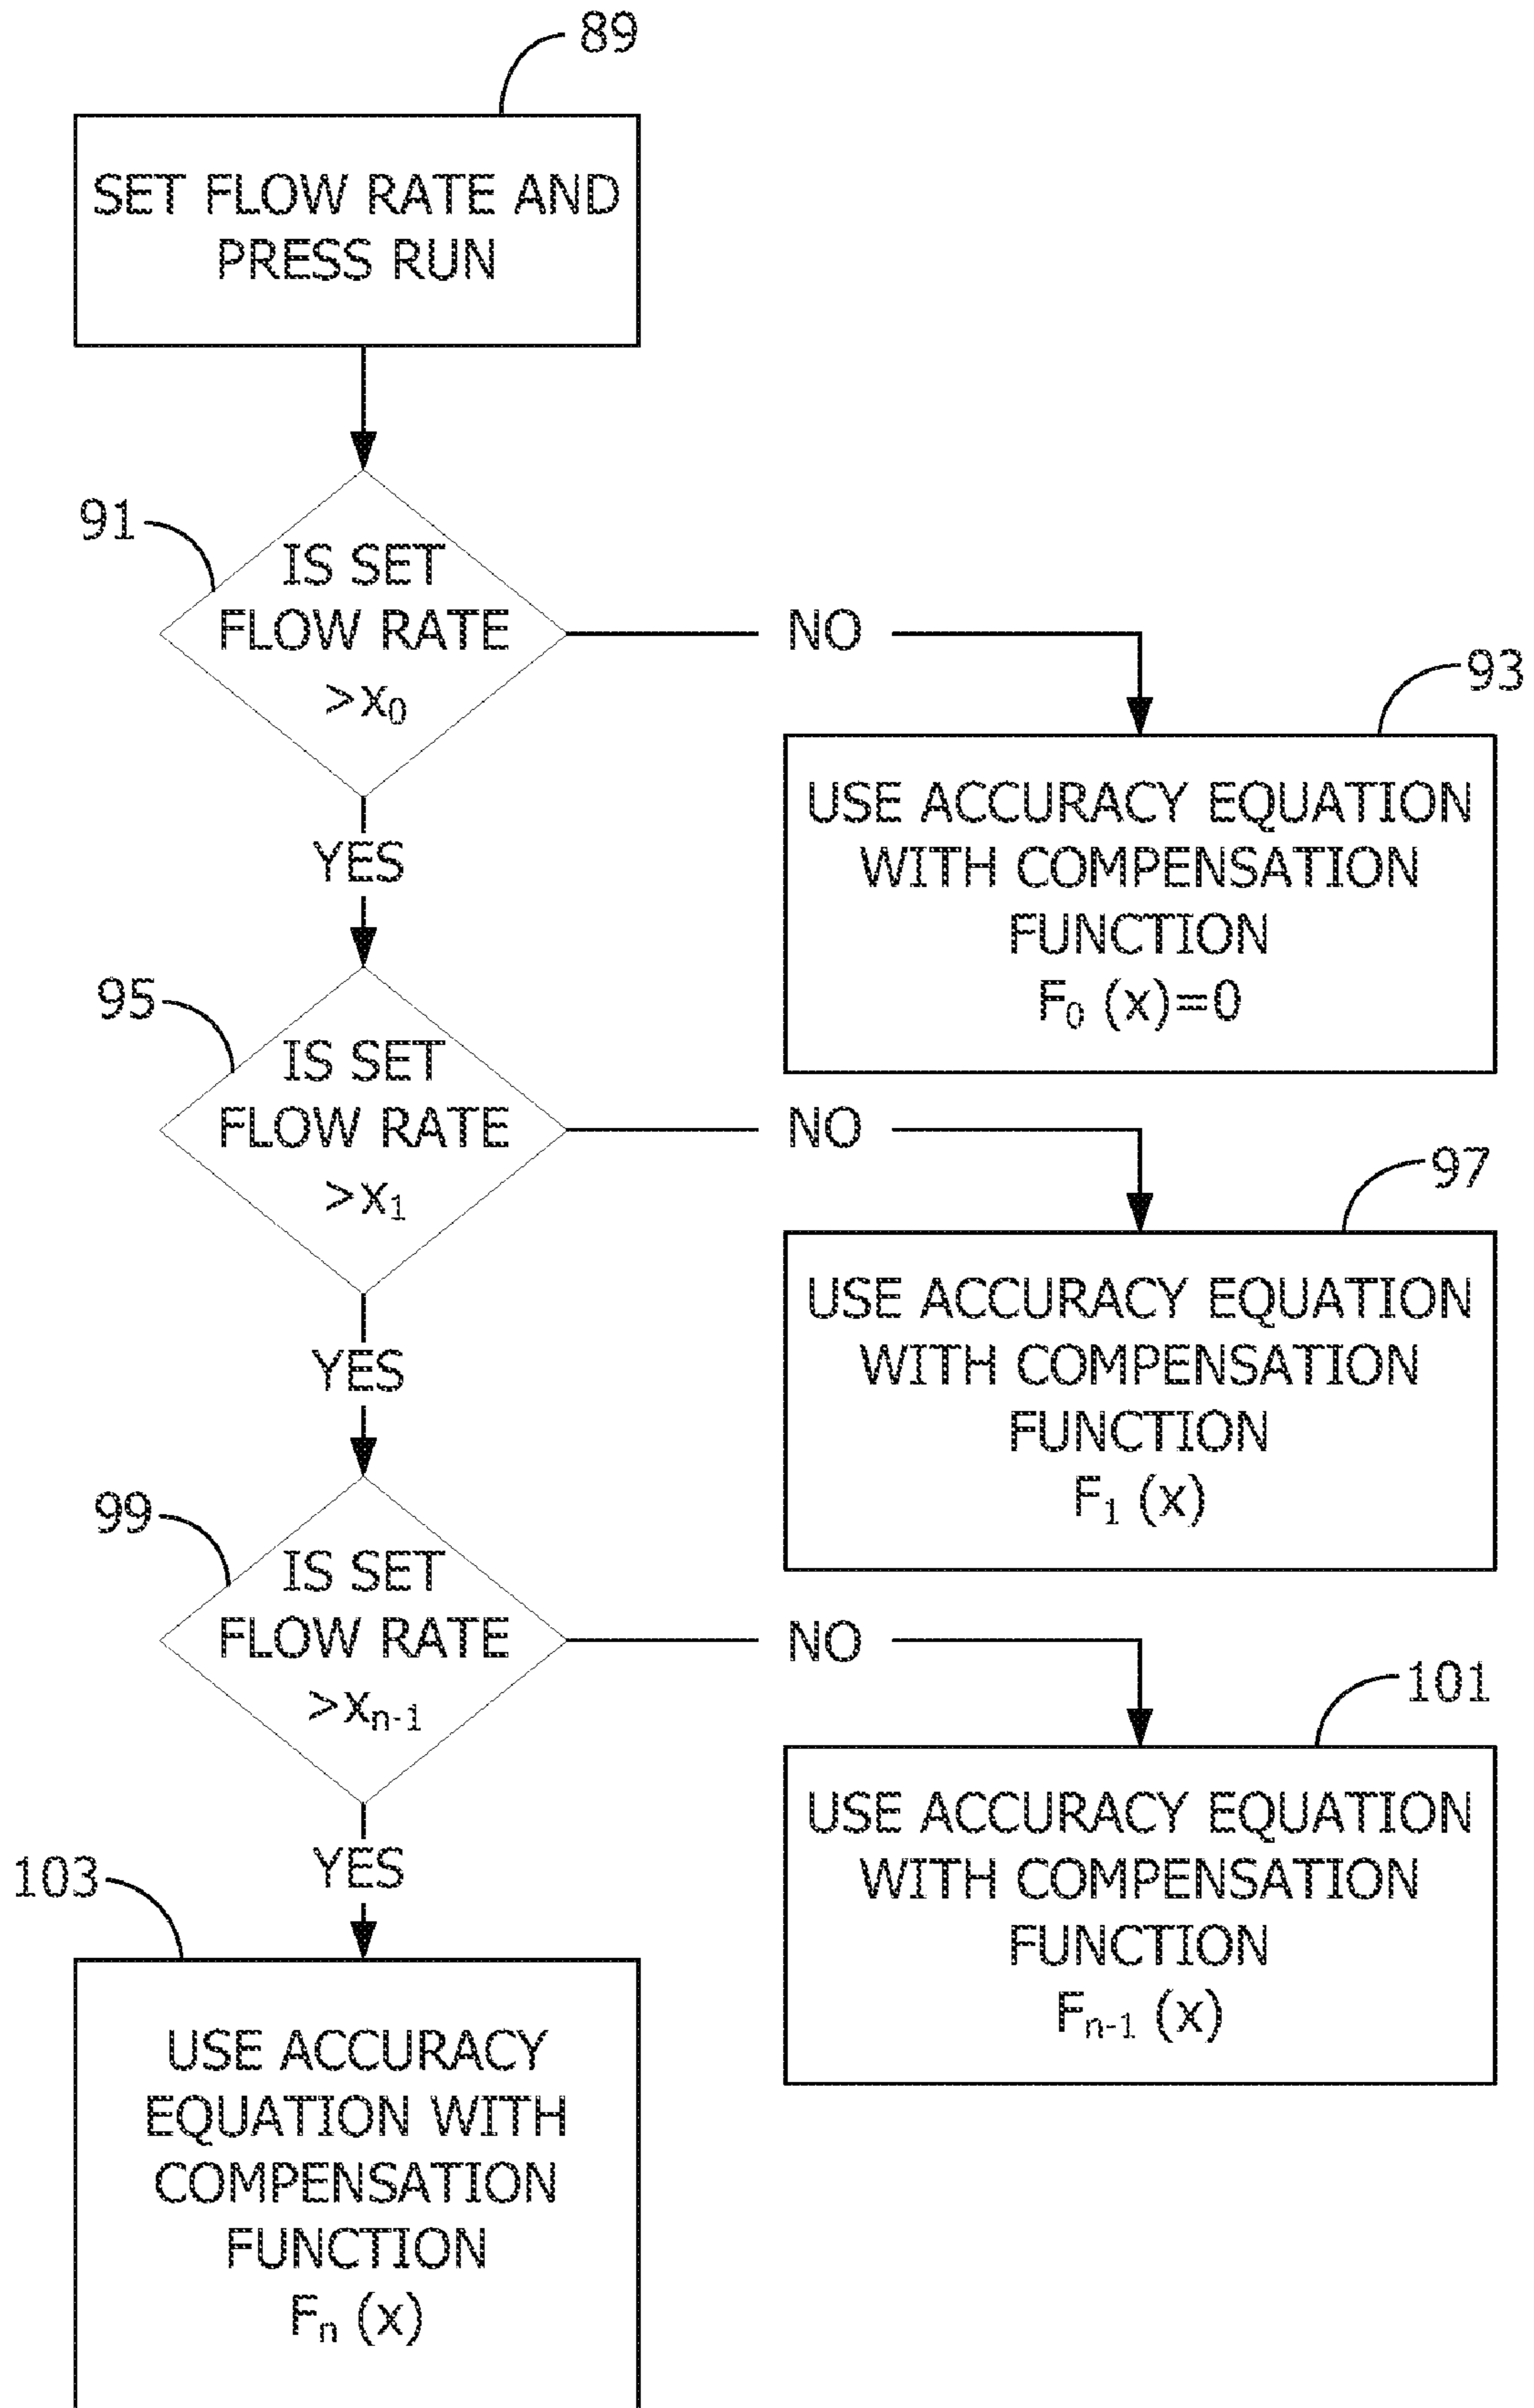 89
SET FLOW RATE AND
PRESS RUN
91
IS SET
FLOW RATE
>x₀
NO
93
USE ACCURACY EQUATION
WITH COMPENSATION
FUNCTION
F₀ (x)=0
YES
95
IS SET
FLOW RATE
>x₁
NO
97
USE ACCURACY EQUATION
WITH COMPENSATION
FUNCTION
F₁ (x)
YES
99
IS SET
FLOW RATE
>xₙ₋₁
NO
101
USE ACCURACY EQUATION
WITH COMPENSATION
FUNCTION
Fₙ₋₁ (x)
YES
103
USE ACCURACY
EQUATION WITH
COMPENSATION
FUNCTION
Fₙ (x)